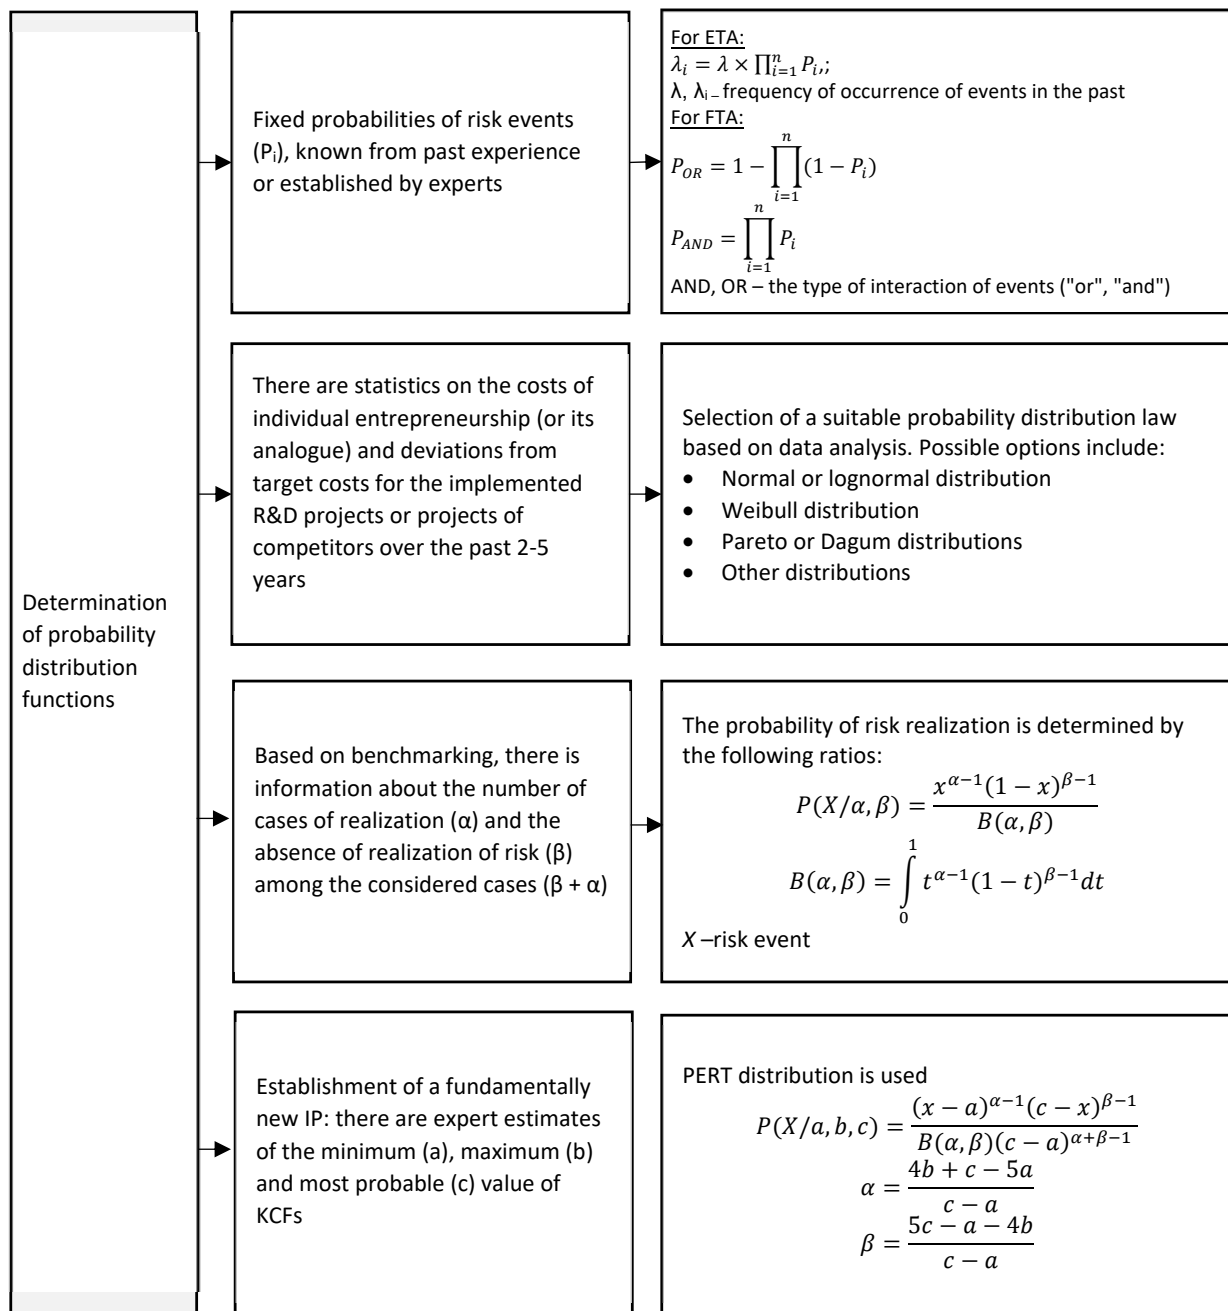 Determination
of probability
distribution
functions
Fixed probabilities of risk events
(Pᵢ), known from past experience
or established by experts
For ETA:
λᵢ = λ × ∏ⁿᵢ₌₁ Pᵢ,;
λ, λᵢ – frequency of occurrence of events in the past
For FTA:
P_OR = 1 − ∏ⁿᵢ₌₁ (1 − Pᵢ)
P_AND = ∏ⁿᵢ₌₁ Pᵢ
AND, OR – the type of interaction of events ("or", "and")
There are statistics on the costs of
individual entrepreneurship (or its
analogue) and deviations from
target costs for the implemented
R&D projects or projects of
competitors over the past 2-5
years
Selection of a suitable probability distribution law
based on data analysis. Possible options include:
• Normal or lognormal distribution
• Weibull distribution
• Pareto or Dagum distributions
• Other distributions
Based on benchmarking, there is
information about the number of
cases of realization (α) and the
absence of realization of risk (β)
among the considered cases (β + α)
The probability of risk realization is determined by
the following ratios:
P(X/α, β) = x^(α−1)(1 − x)^(β−1) / B(α, β)
B(α, β) = ∫₀¹ t^(α−1)(1 − t)^(β−1) dt
X –risk event
Establishment of a fundamentally
new IP: there are expert estimates
of the minimum (a), maximum (b)
and most probable (c) value of
KCFs
PERT distribution is used
P(X/a, b, c) = (x − a)^(α−1)(c − x)^(β−1) / B(α, β)(c − a)^(α+β−1)
α = (4b + c − 5a) / (c − a)
β = (5c − a − 4b) / (c − a)